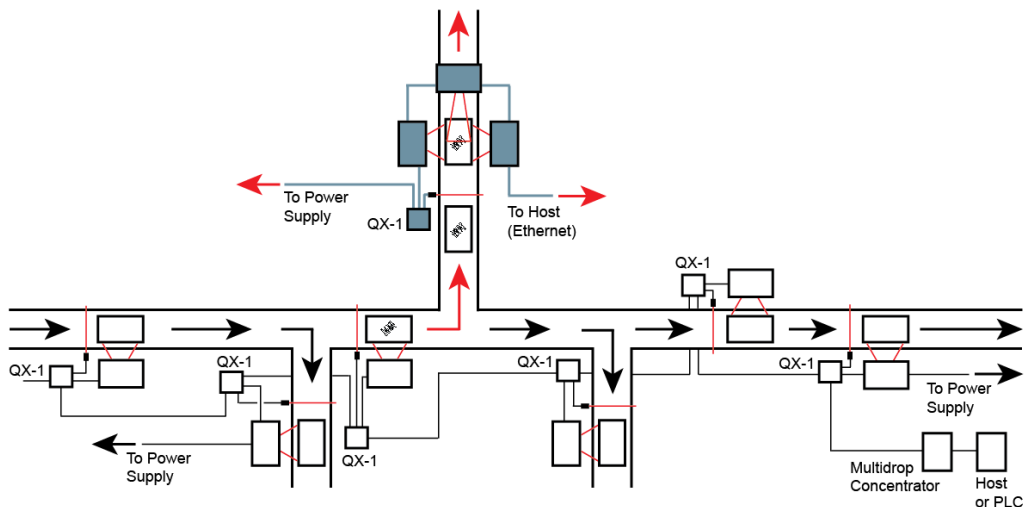 To Power
Supply
QX-1
To Host
(Ethernet)
QX-1
QX-1
QX-1
QX-1
QX-1
QX-1
To Power
Supply
To Power
Supply
Multidrop
Concentrator
Host
or PLC